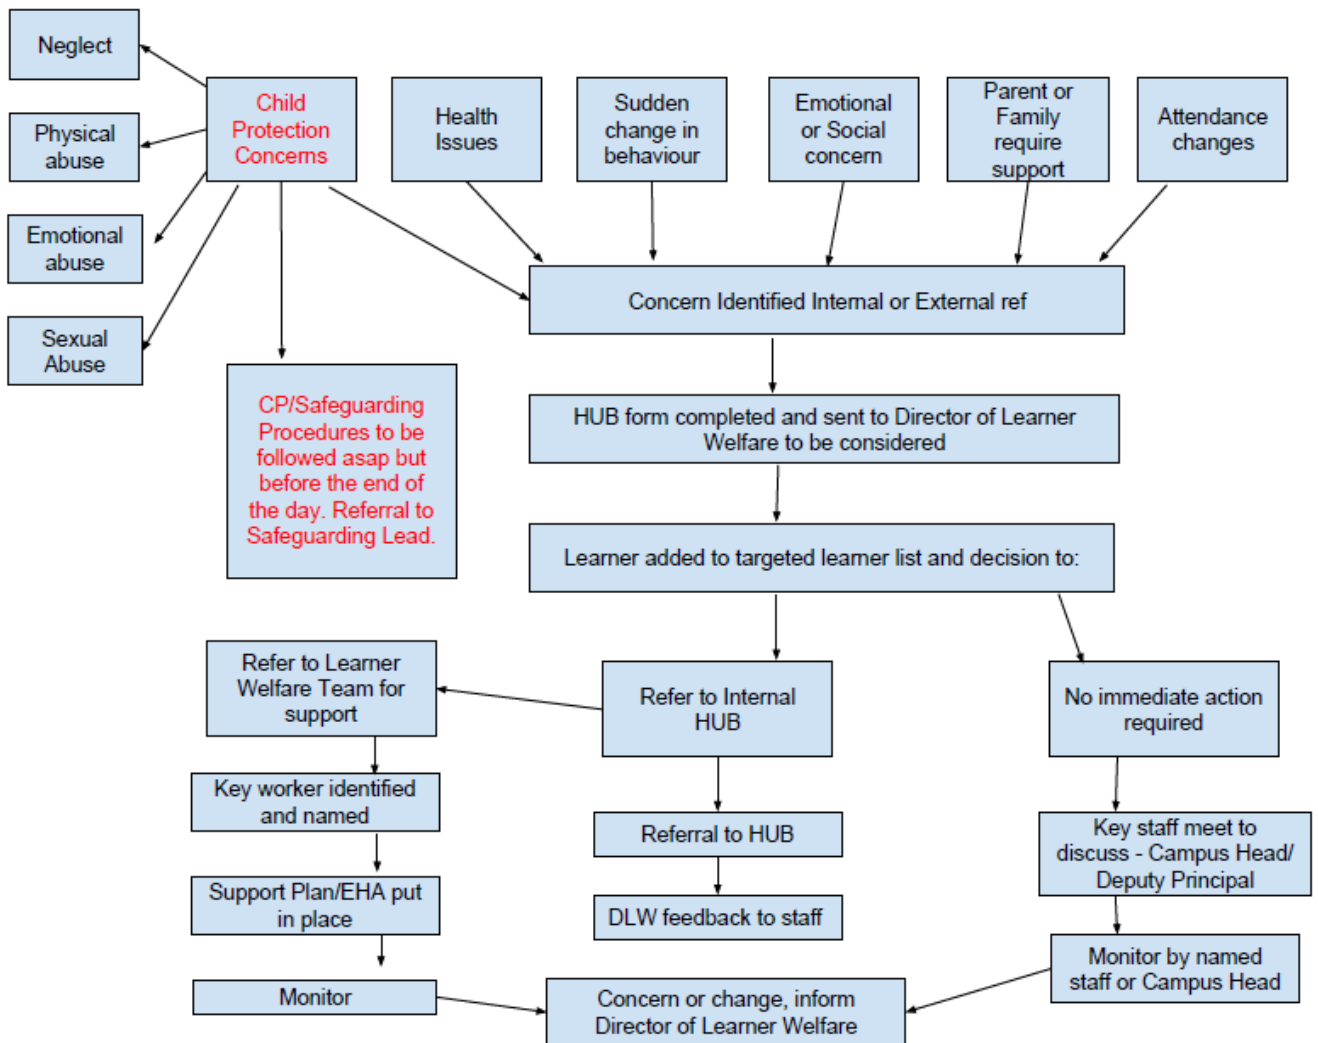 Neglect
Physical
abuse
Emotional
abuse
Sexual
Abuse
Child
Protection
Concerns
Health
Issues
Sudden
change in
behaviour
Emotional
or Social
concern
Parent or
Family
require
support
Attendance
changes
Concern Identified Internal or External ref
CP/Safeguarding
Procedures to be
followed asap but
before the end of
the day. Referral to
Safeguarding Lead.
HUB form completed and sent to Director of Learner
Welfare to be considered
Learner added to targeted learner list and decision to:
Refer to Learner
Welfare Team for
support
Refer to Internal
HUB
No immediate action
required
Key worker identified
and named
Referral to HUB
Key staff meet to
discuss - Campus Head/
Deputy Principal
Support Plan/EHA put
in place
DLW feedback to staff
Monitor by named
staff or Campus Head
Monitor
Concern or change, inform
Director of Learner Welfare